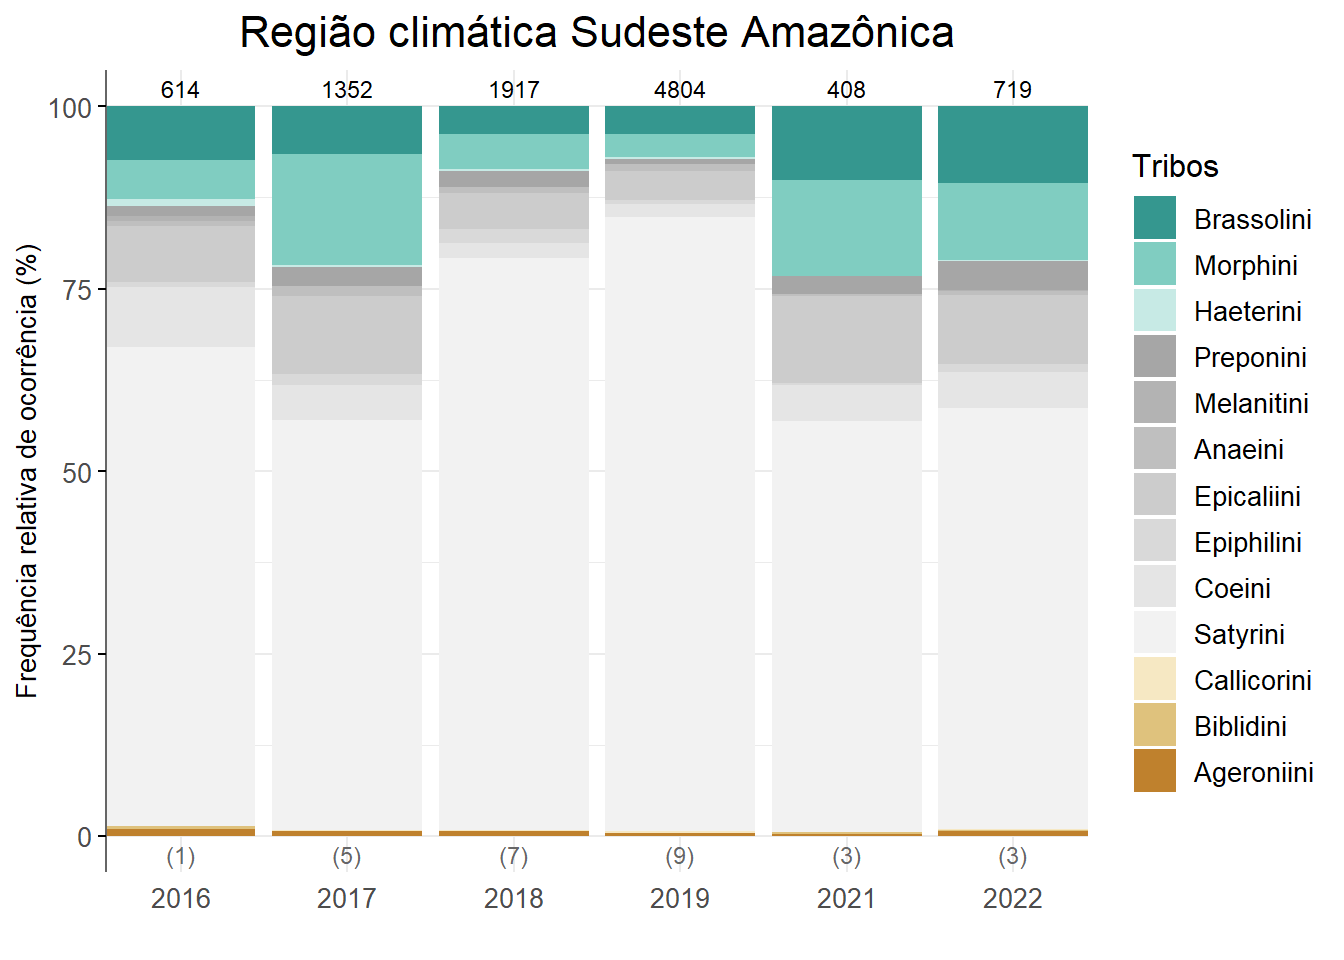 Região climática Sudeste Amazônica
614 1352 1917 4804 408 719
100
75
50
25
0
Frequência relativa de ocorrência (%)
(1) (5) (7) (9) (3) (3)
2016 2017 2018 2019 2021 2022
Tribos
Brassolini
Morphini
Haeterini
Preponini
Melanitini
Anaeini
Epicaliini
Epiphilini
Coeini
Satyrini
Callicorini
Biblidini
Ageroniini